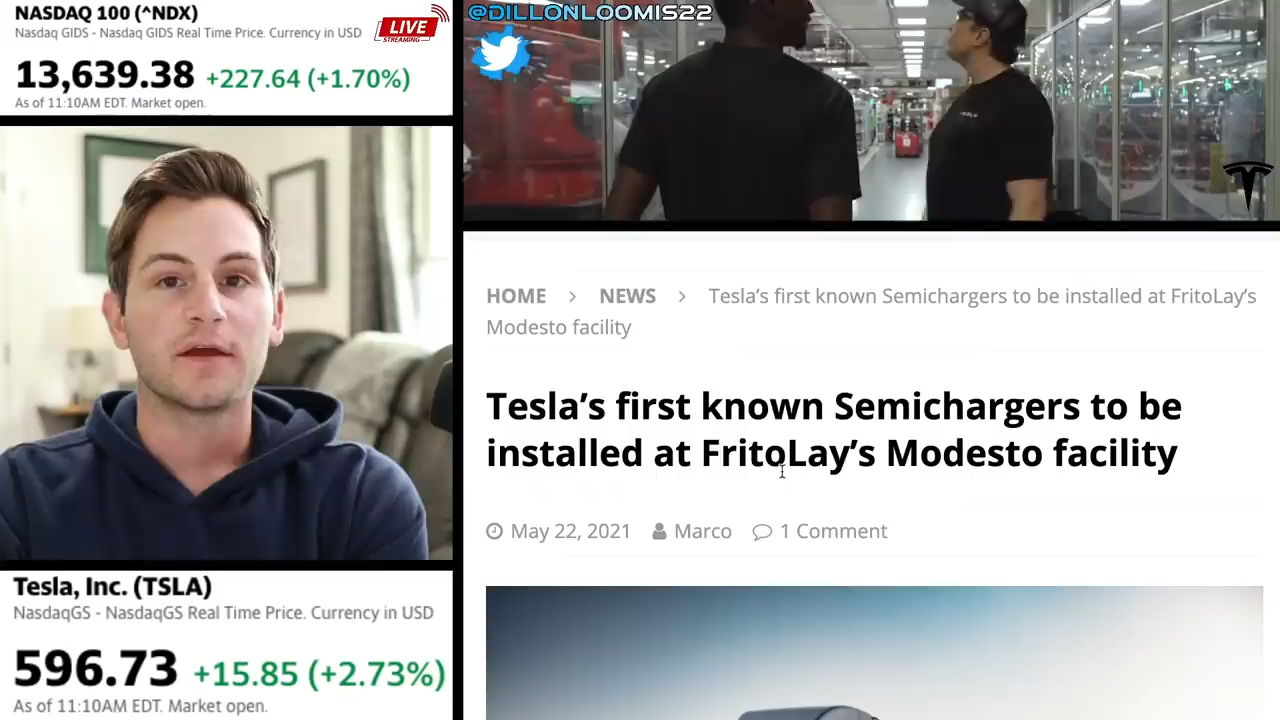 NASDAQ 100 (^NDX)
Nasdaq GIDS - Nasdaq GIDS Real Time Price. Currency in USD
LIVE
STREAMING
13,639.38 +227.64 (+1.70%)
As of 11:10AM EDT. Market open.
@DILLONLOOMIS22
HOME > NEWS > Tesla's first known Semichargers to be installed at FritoLay's
Modesto facility
Tesla's first known Semichargers to be
installed at FritoLay's Modesto facility
May 22, 2021 Marco 1 Comment
Tesla, Inc. (TSLA)
NasdaqGS - NasdaqGS Real Time Price. Currency in USD
596.73 +15.85 (+2.73%)
As of 11:10AM EDT. Market open.